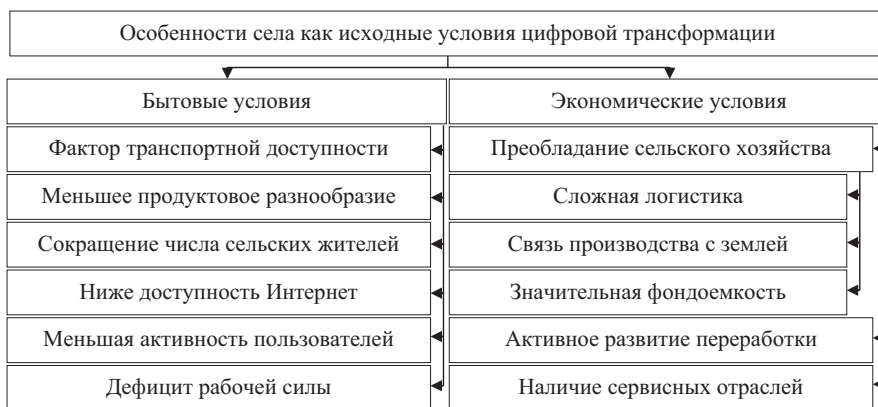 Особенности села как исходные условия цифровой трансформации
Бытовые условия
Фактор транспортной доступности
Меньшее продуктовое разнообразие
Сокращение числа сельских жителей
Ниже доступность Интернет
Меньшая активность пользователей
Дефицит рабочей силы
Экономические условия
Преобладание сельского хозяйства
Сложная логистика
Связь производства с землей
Значительная фондоемкость
Активное развитие переработки
Наличие сервисных отраслей